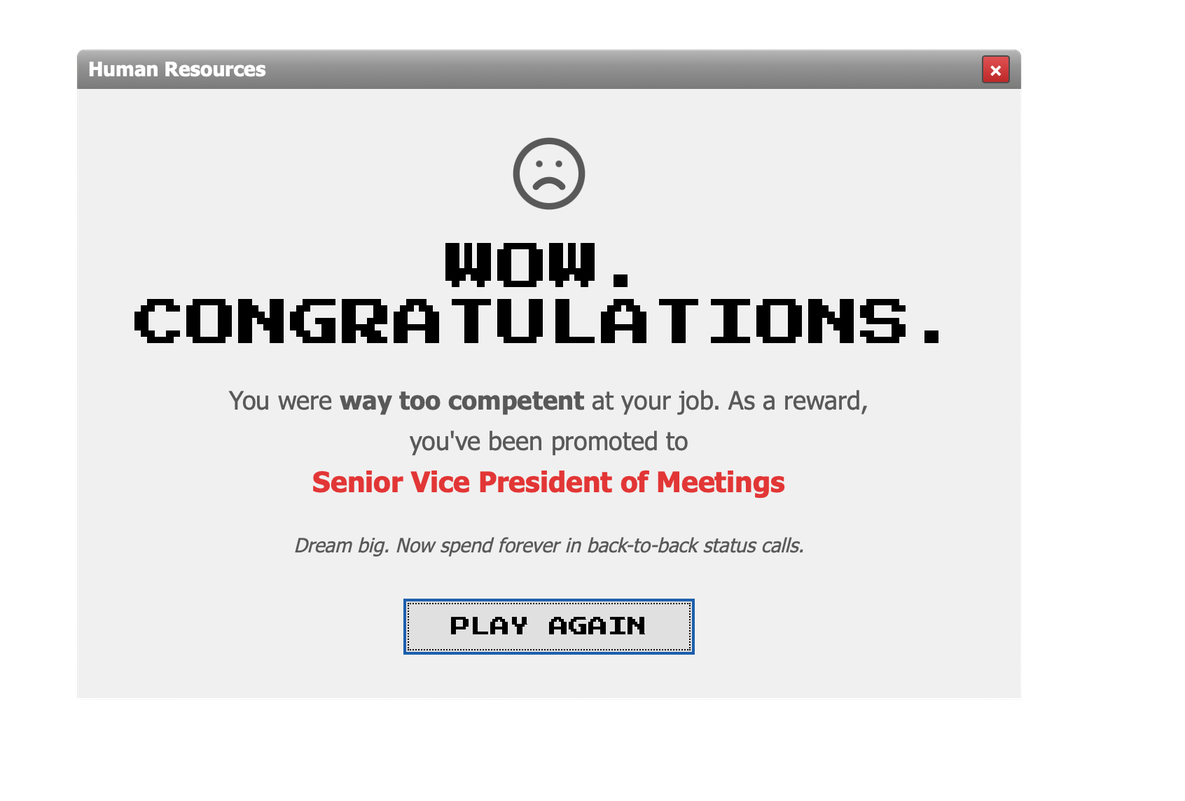 Human Resources
WOW.
CONGRATULATIONS.
You were way too competent at your job. As a reward,
you've been promoted to
Senior Vice President of Meetings
Dream big. Now spend forever in back-to-back status calls.
PLAY AGAIN